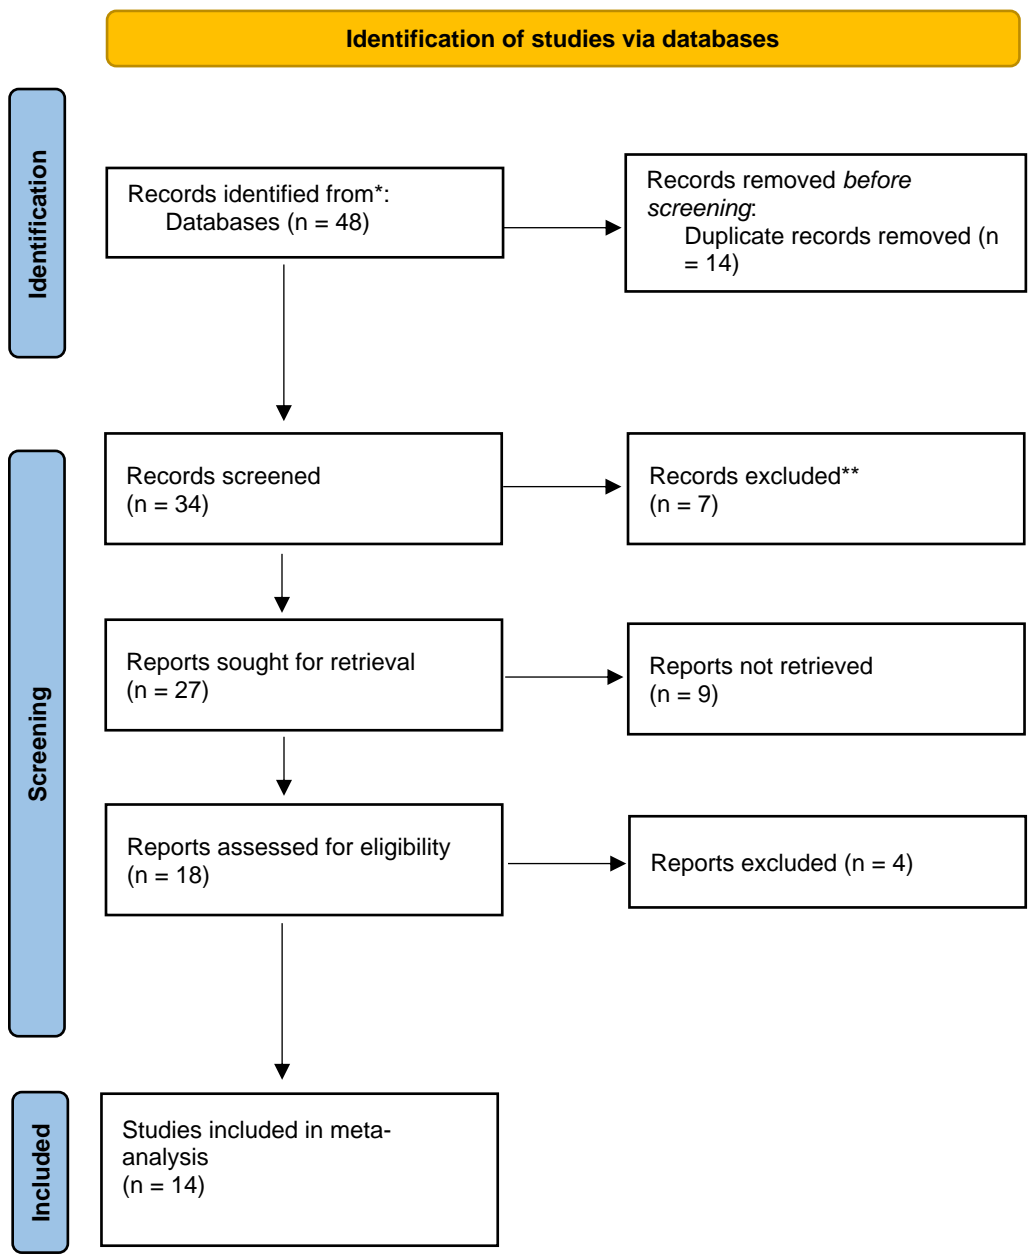 Identification of studies via databases
Identification
Records identified from*:
Databases (n = 48)
Records removed before
screening:
Duplicate records removed (n
= 14)
Screening
Records screened
(n = 34)
Records excluded**
(n = 7)
Reports sought for retrieval
(n = 27)
Reports not retrieved
(n = 9)
Reports assessed for eligibility
(n = 18)
Reports excluded (n = 4)
Included
Studies included in meta-
analysis
(n = 14)